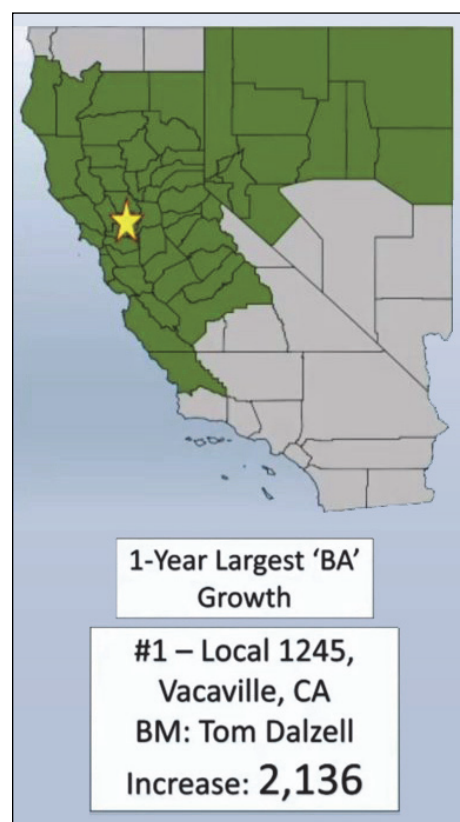 1-Year Largest ‘BA’
Growth
#1 – Local 1245,
Vacaville, CA
BM: Tom Dalzell
Increase: 2,136